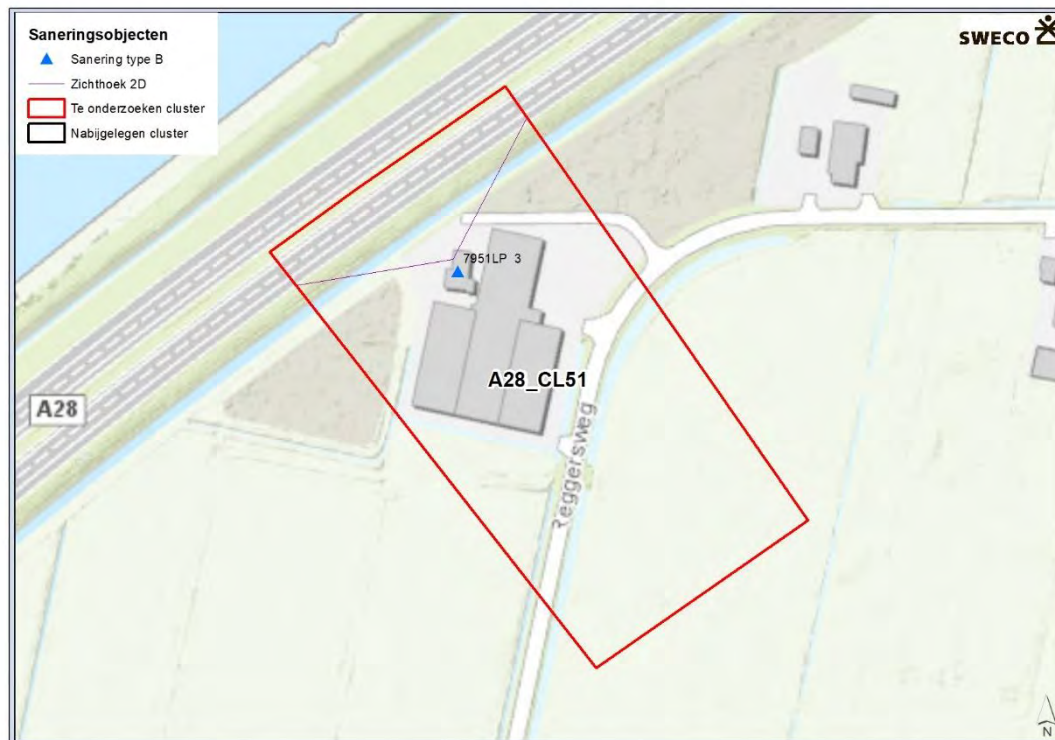 Saneringsobjecten
Sanering type B
Zichthoek 2D
Te onderzoeken cluster
Nabijgelegen cluster
SWECO
7951LP 3
A28_CL51
A28
Reggersweg
N